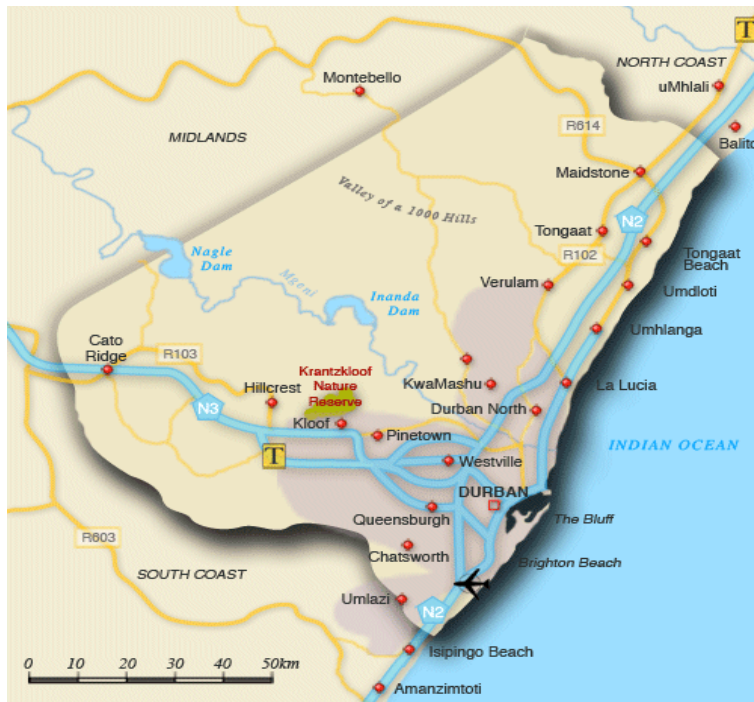 T
NORTH COAST
Montebello
uMhlali
R614
Balito
MIDLANDS
Maidstone
Valley of a 1000 Hills
N2
Tongaat
Nagle
Dam
R102
Tongaat
Beach
Mgeni
Verulam
Umdloti
Inanda
Dam
Umhlanga
Cato
Ridge
R103
Krantzkloof
Nature
Reserve
Hillcrest
KwaMashu
La Lucia
N3
Kloof
Durban North
Pinetown
INDIAN OCEAN
T
Westville
DURBAN
Queensburgh
The Bluff
R603
Chatsworth
Brighton Beach
SOUTH COAST
Umlazi
N2
Isipingo Beach
0 10 20 30 40 50km
Amanzimtoti